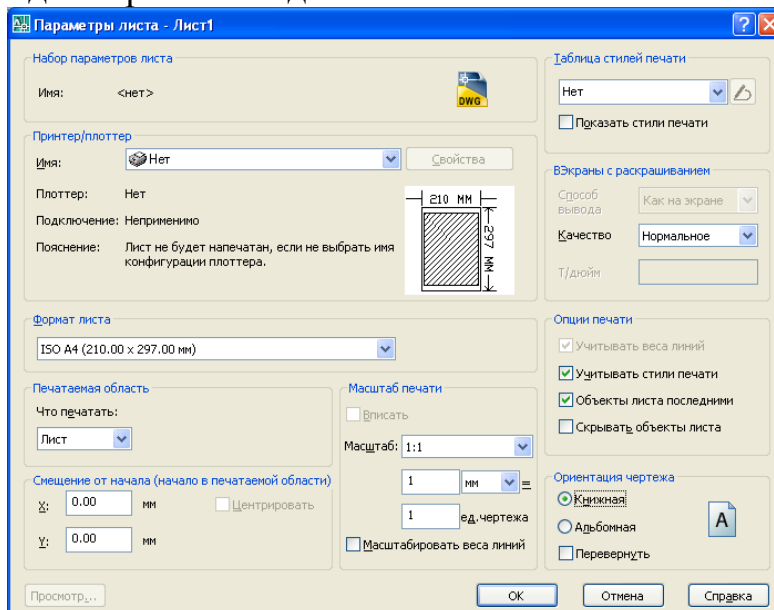 Параметры листа - Лист1
Набор параметров листа
Имя: <нет>
DWG
Принтер/плоттер
Имя: Нет
Свойства
Плоттер: Нет
Подключение: Неприменимо
Пояснение: Лист не будет напечатан, если не выбрать имя
конфигурации плоттера.
210 MM
297 MM
Формат листа
ISO A4 (210.00 x 297.00 мм)
Печатаемая область
Что печатать:
Лист
Смещение от начала (начало в печатаемой области)
X: 0.00 мм
Центрировать
Y: 0.00 мм
Масштаб печати
Вписать
Масштаб: 1:1
1 мм =
1 ед.чертежа
Масштабировать веса линий
Таблица стилей печати
Нет
Показать стили печати
ВЭкраны с раскрашиванием
Способ
вывода
Как на экране
Качество Нормальное
Т/дюйм
Опции печати
Учитывать веса линий
Учитывать стили печати
Объекты листа последними
Скрывать объекты листа
Ориентация чертежа
Книжная
Альбомная
Перевернуть
A
Просмотр...
ОК
Отмена
Справка